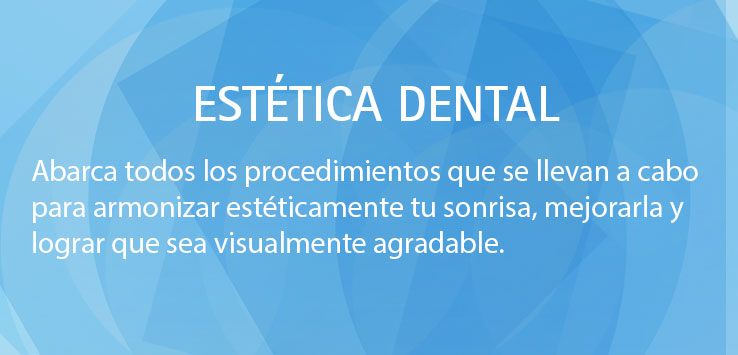 ESTÉTICA DENTAL
Abarca todos los procedimientos que se llevan a cabo
para armonizar estéticamente tu sonrisa, mejorarla y
lograr que sea visualmente agradable.